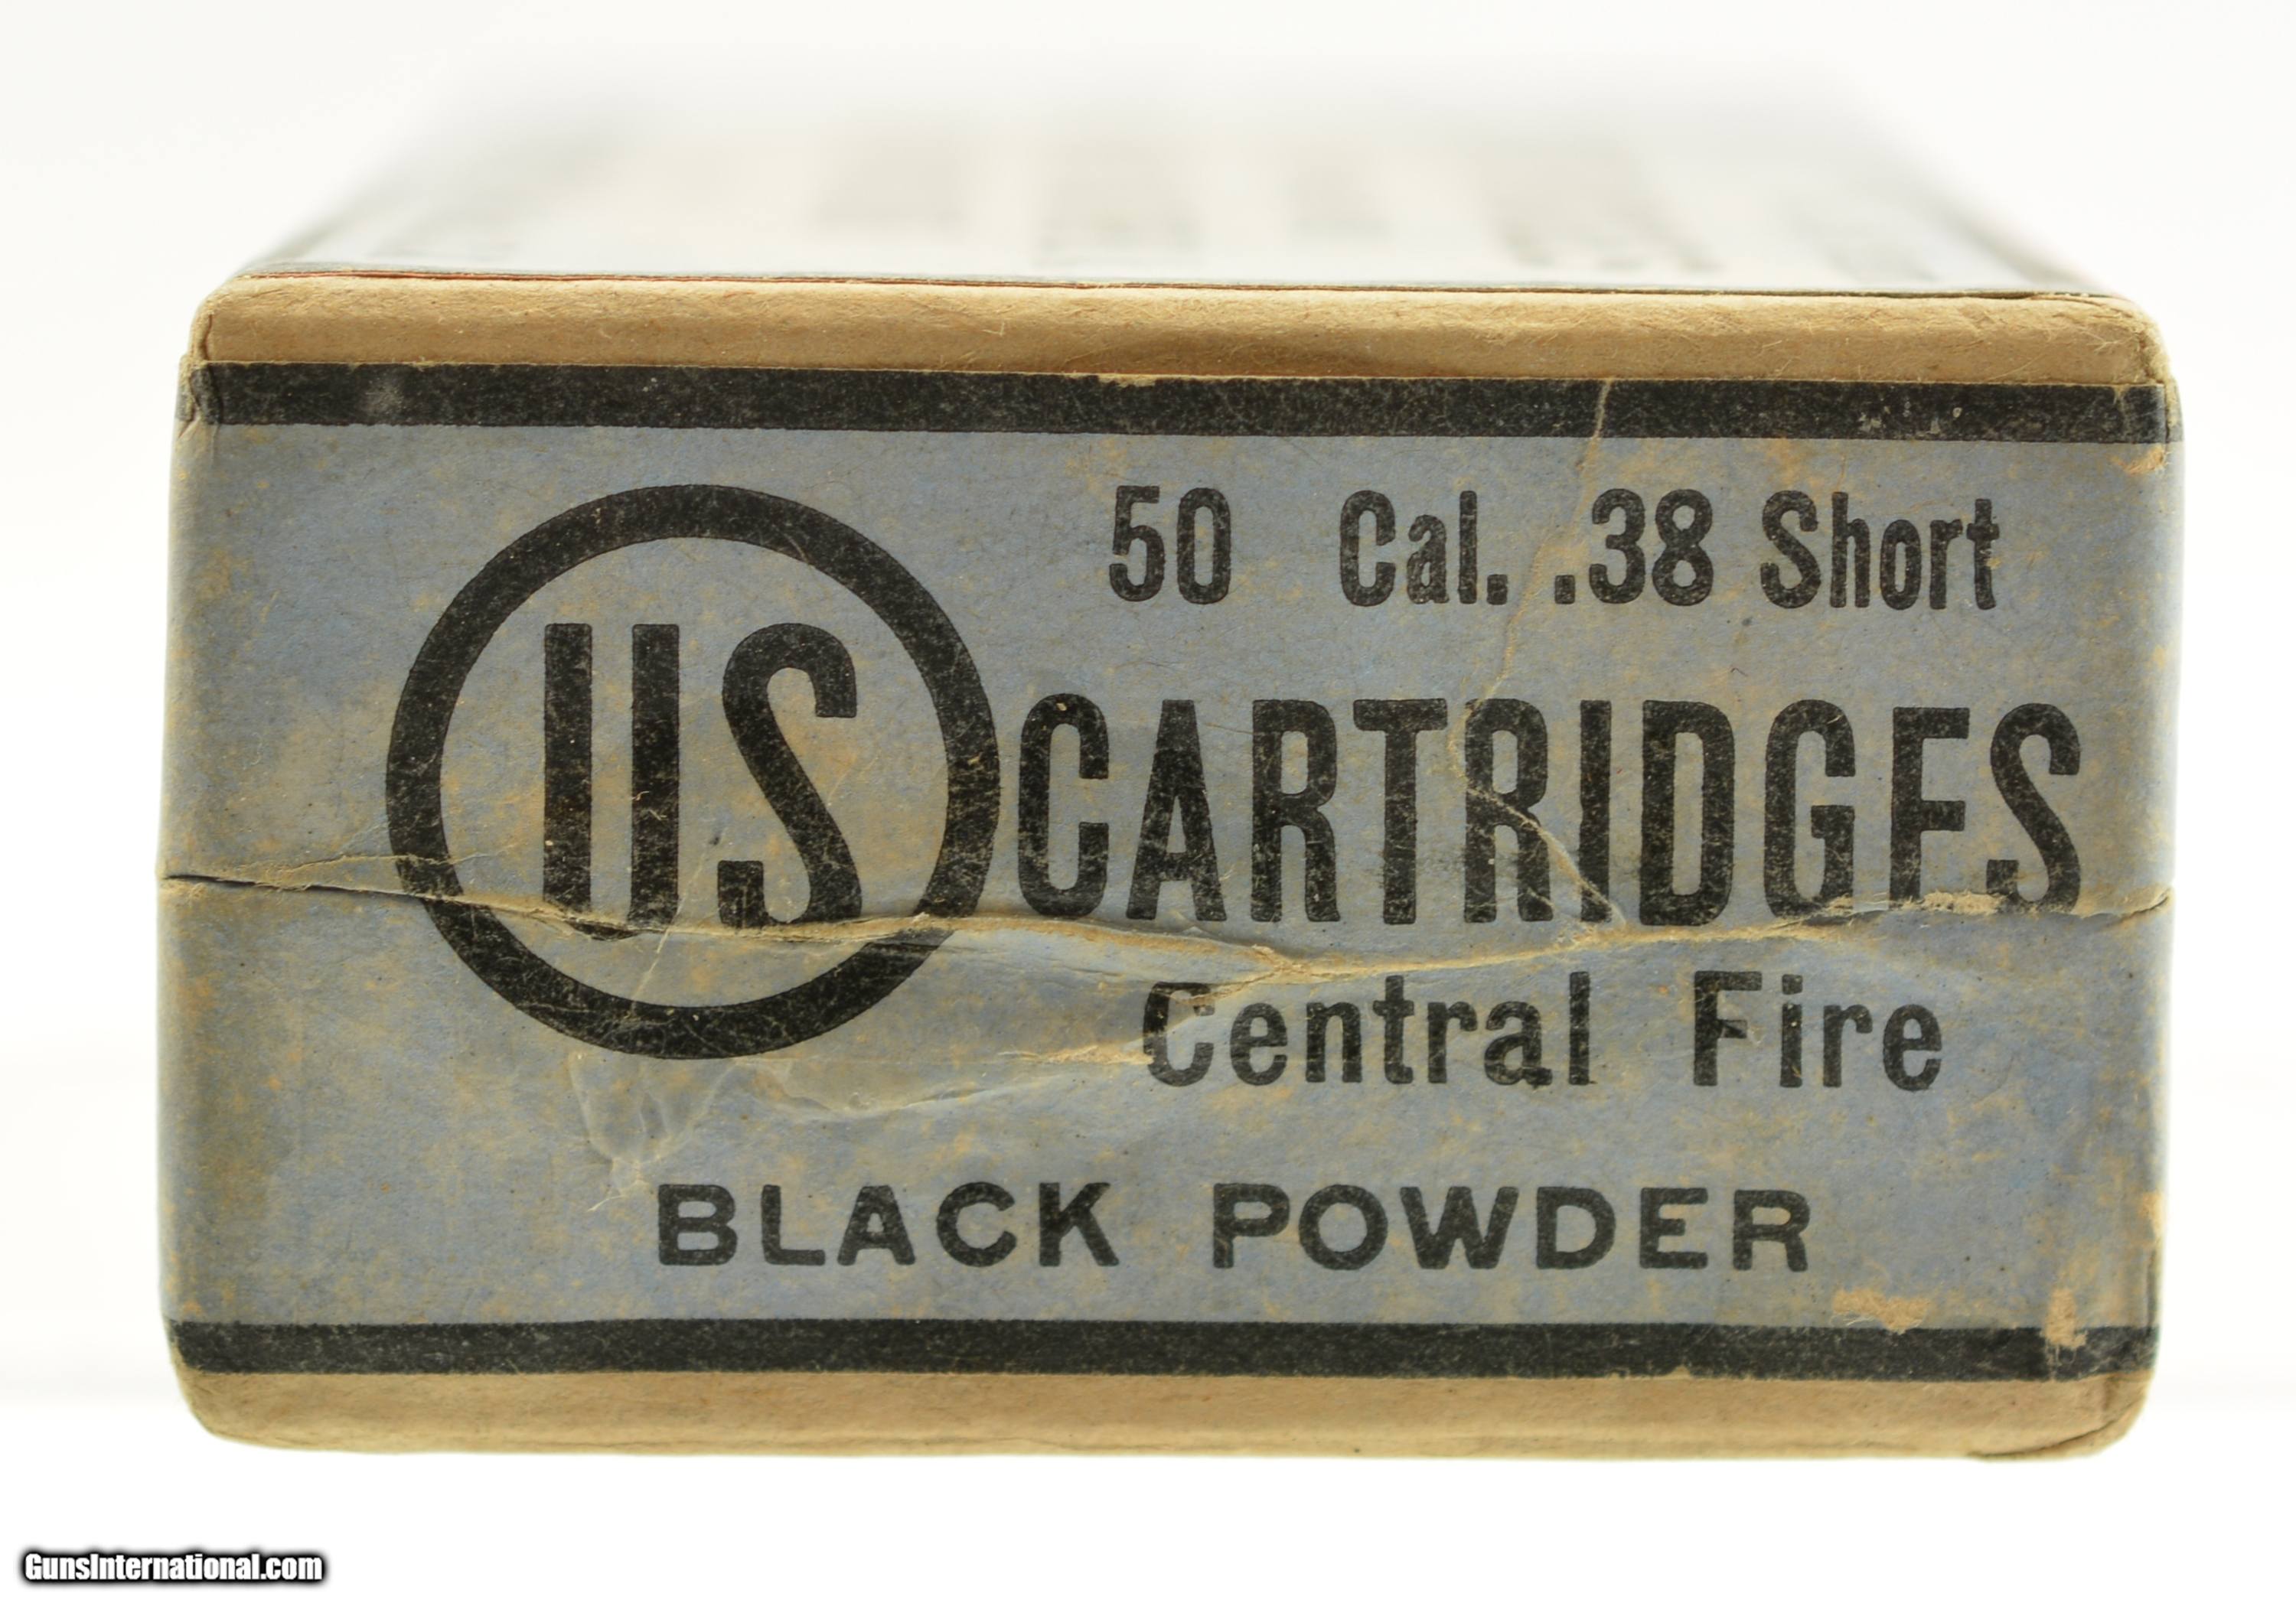 50 Cal. .38 Short
US CARTRIDGES
Central Fire
BLACK POWDER
GunsInternational.com